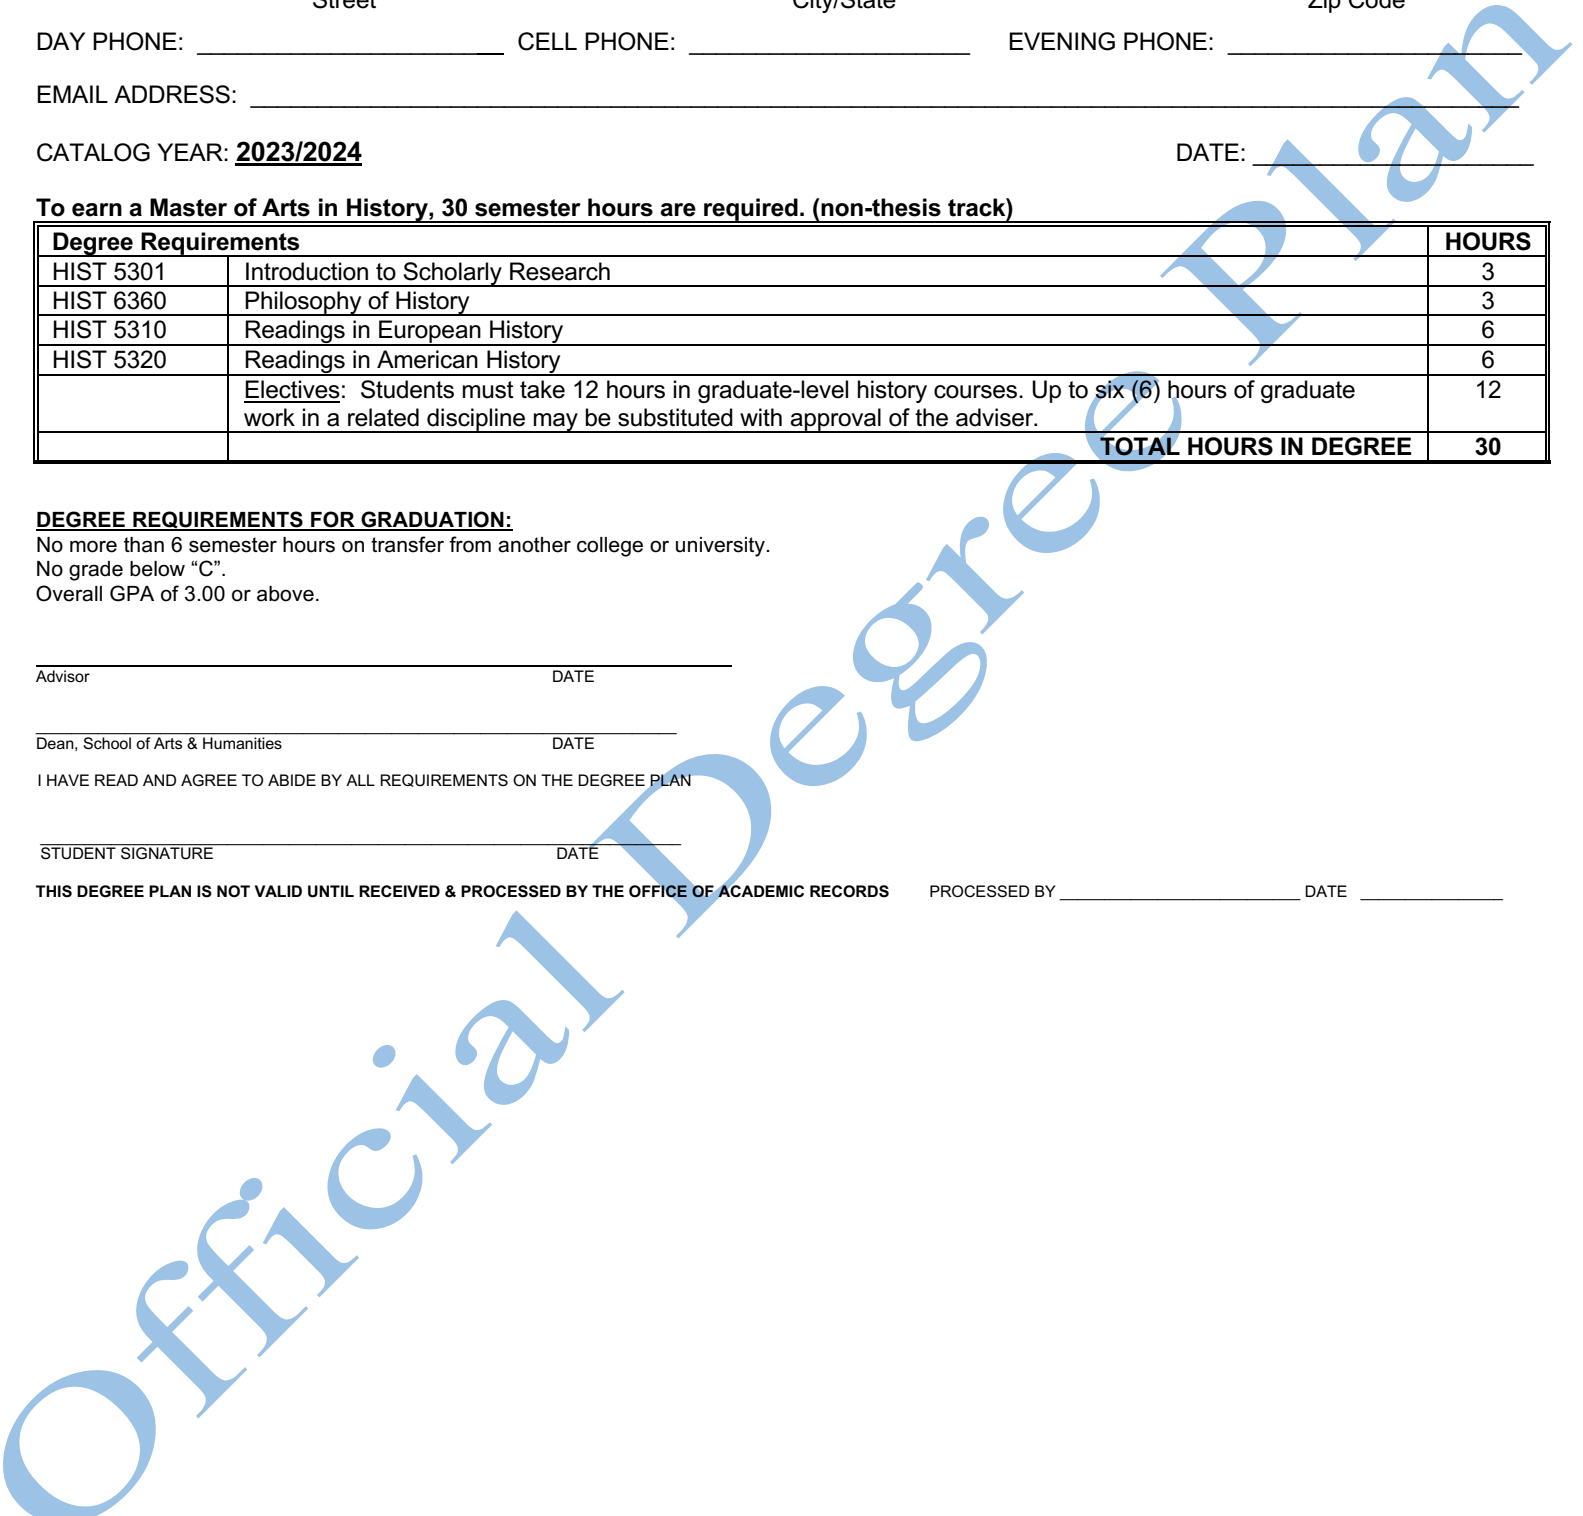 Street City/State Zip Code
DAY PHONE: _______________________ CELL PHONE: _____________________ EVENING PHONE: ______________________
EMAIL ADDRESS: _______________________________________________________________________________________________
CATALOG YEAR: 2023/2024 DATE: _____________________
To earn a Master of Arts in History, 30 semester hours are required. (non-thesis track)
Degree Requirements HOURS
HIST 5301 Introduction to Scholarly Research 3
HIST 6360 Philosophy of History 3
HIST 5310 Readings in European History 6
HIST 5320 Readings in American History 6
Electives: Students must take 12 hours in graduate-level history courses. Up to six (6) hours of graduate 12
work in a related discipline may be substituted with approval of the adviser.
TOTAL HOURS IN DEGREE 30
DEGREE REQUIREMENTS FOR GRADUATION:
No more than 6 semester hours on transfer from another college or university.
No grade below “C”.
Overall GPA of 3.00 or above.
Advisor DATE
Dean, School of Arts & Humanities DATE
I HAVE READ AND AGREE TO ABIDE BY ALL REQUIREMENTS ON THE DEGREE PLAN
STUDENT SIGNATURE DATE
THIS DEGREE PLAN IS NOT VALID UNTIL RECEIVED & PROCESSED BY THE OFFICE OF ACADEMIC RECORDS PROCESSED BY ___________________________ DATE ________________
Official Degree Plan